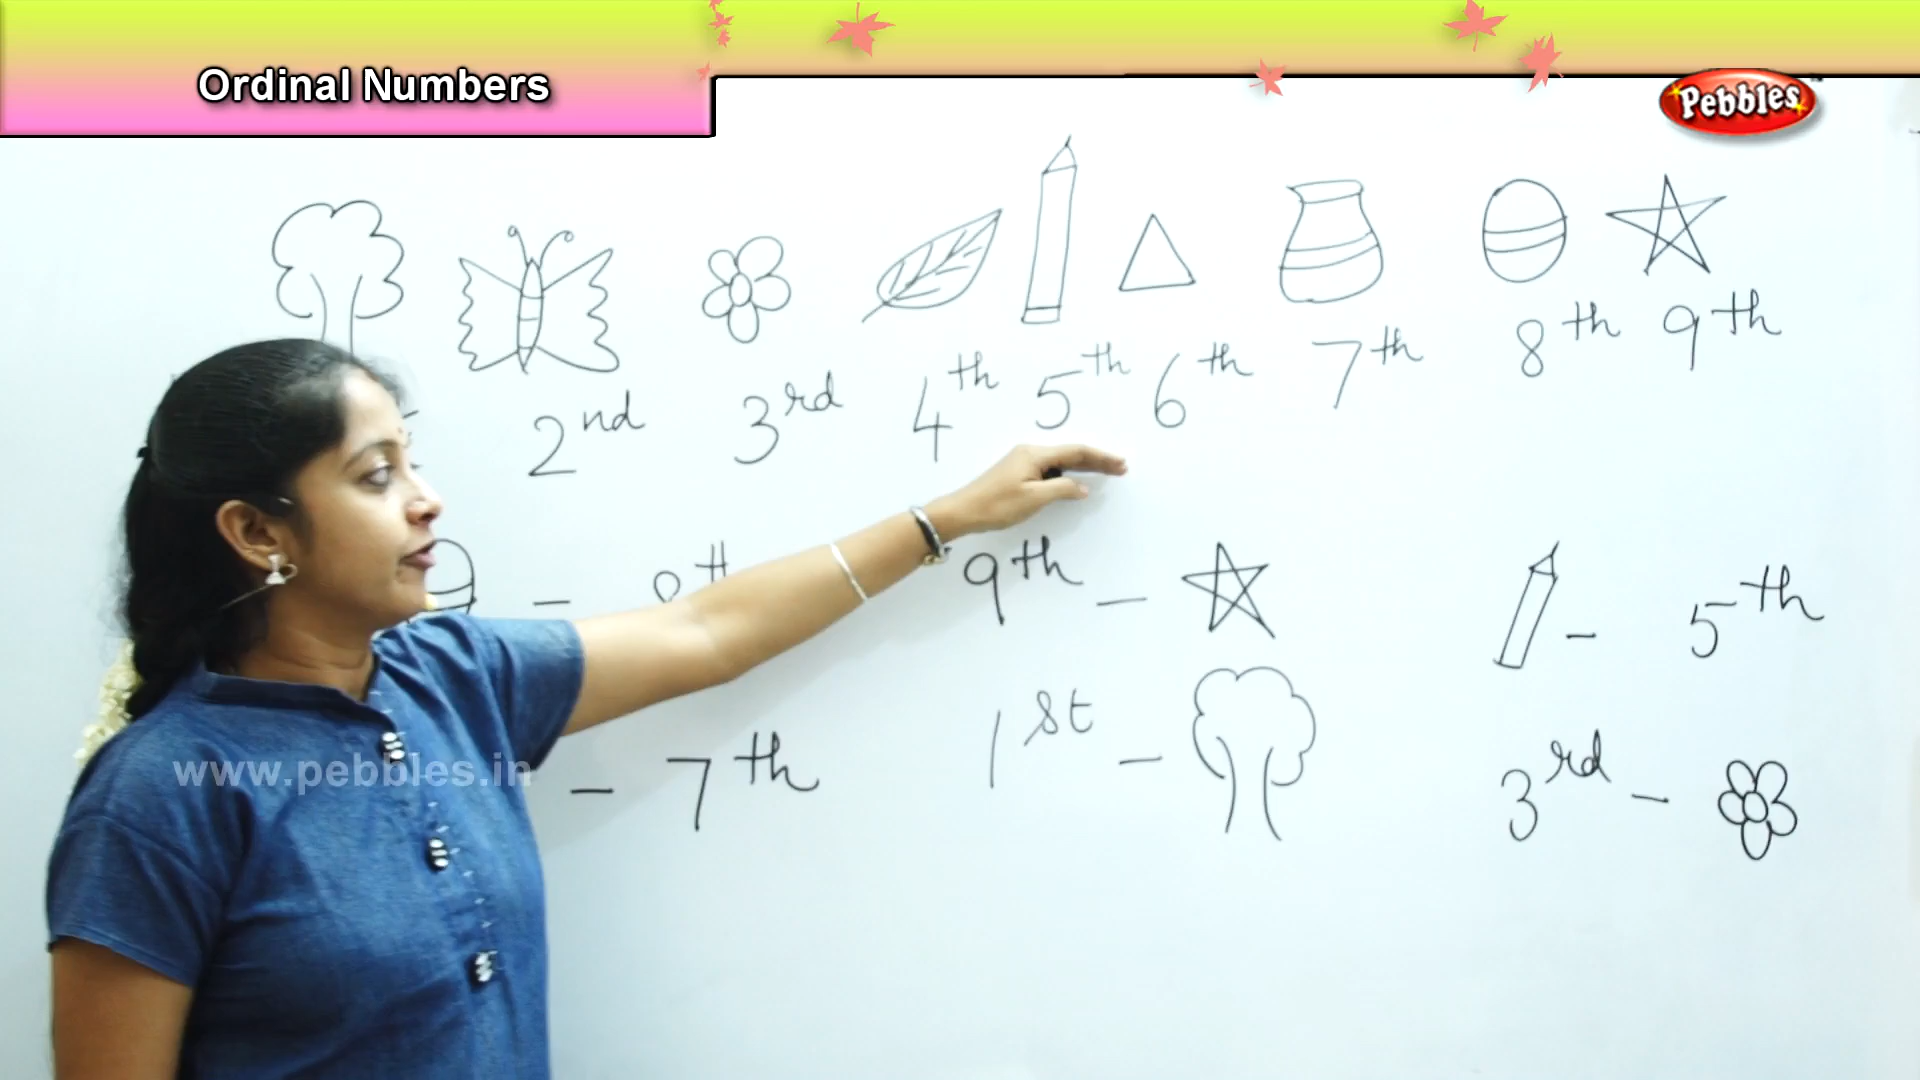 Ordinal Numbers
Pebbles
2nd 3rd 4th 5th 6th 7th 8th 9th
9th - 5th
- 7th 1st - 3rd -
www.pebbles.in